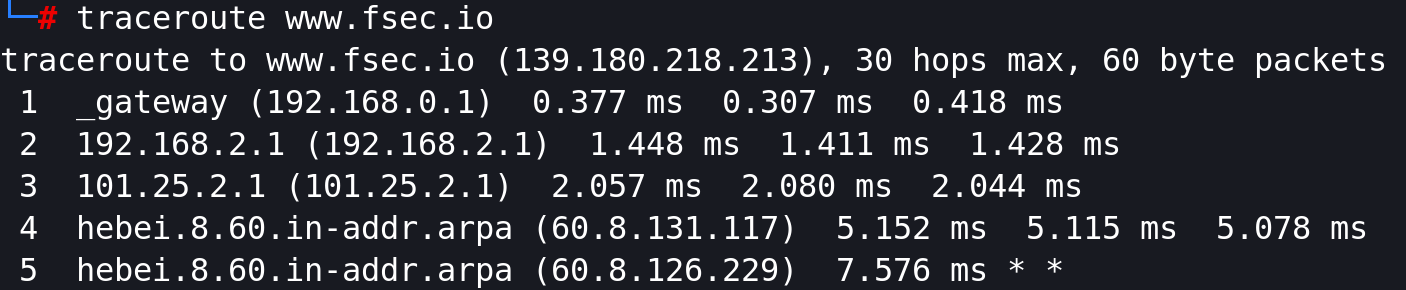 └─# traceroute www.fsec.io
traceroute to www.fsec.io (139.180.218.213), 30 hops max, 60 byte packets
 1  _gateway (192.168.0.1)  0.377 ms  0.307 ms  0.418 ms
 2  192.168.2.1 (192.168.2.1)  1.448 ms  1.411 ms  1.428 ms
 3  101.25.2.1 (101.25.2.1)  2.057 ms  2.080 ms  2.044 ms
 4  hebei.8.60.in-addr.arpa (60.8.131.117)  5.152 ms  5.115 ms  5.078 ms
 5  hebei.8.60.in-addr.arpa (60.8.126.229)  7.576 ms * *